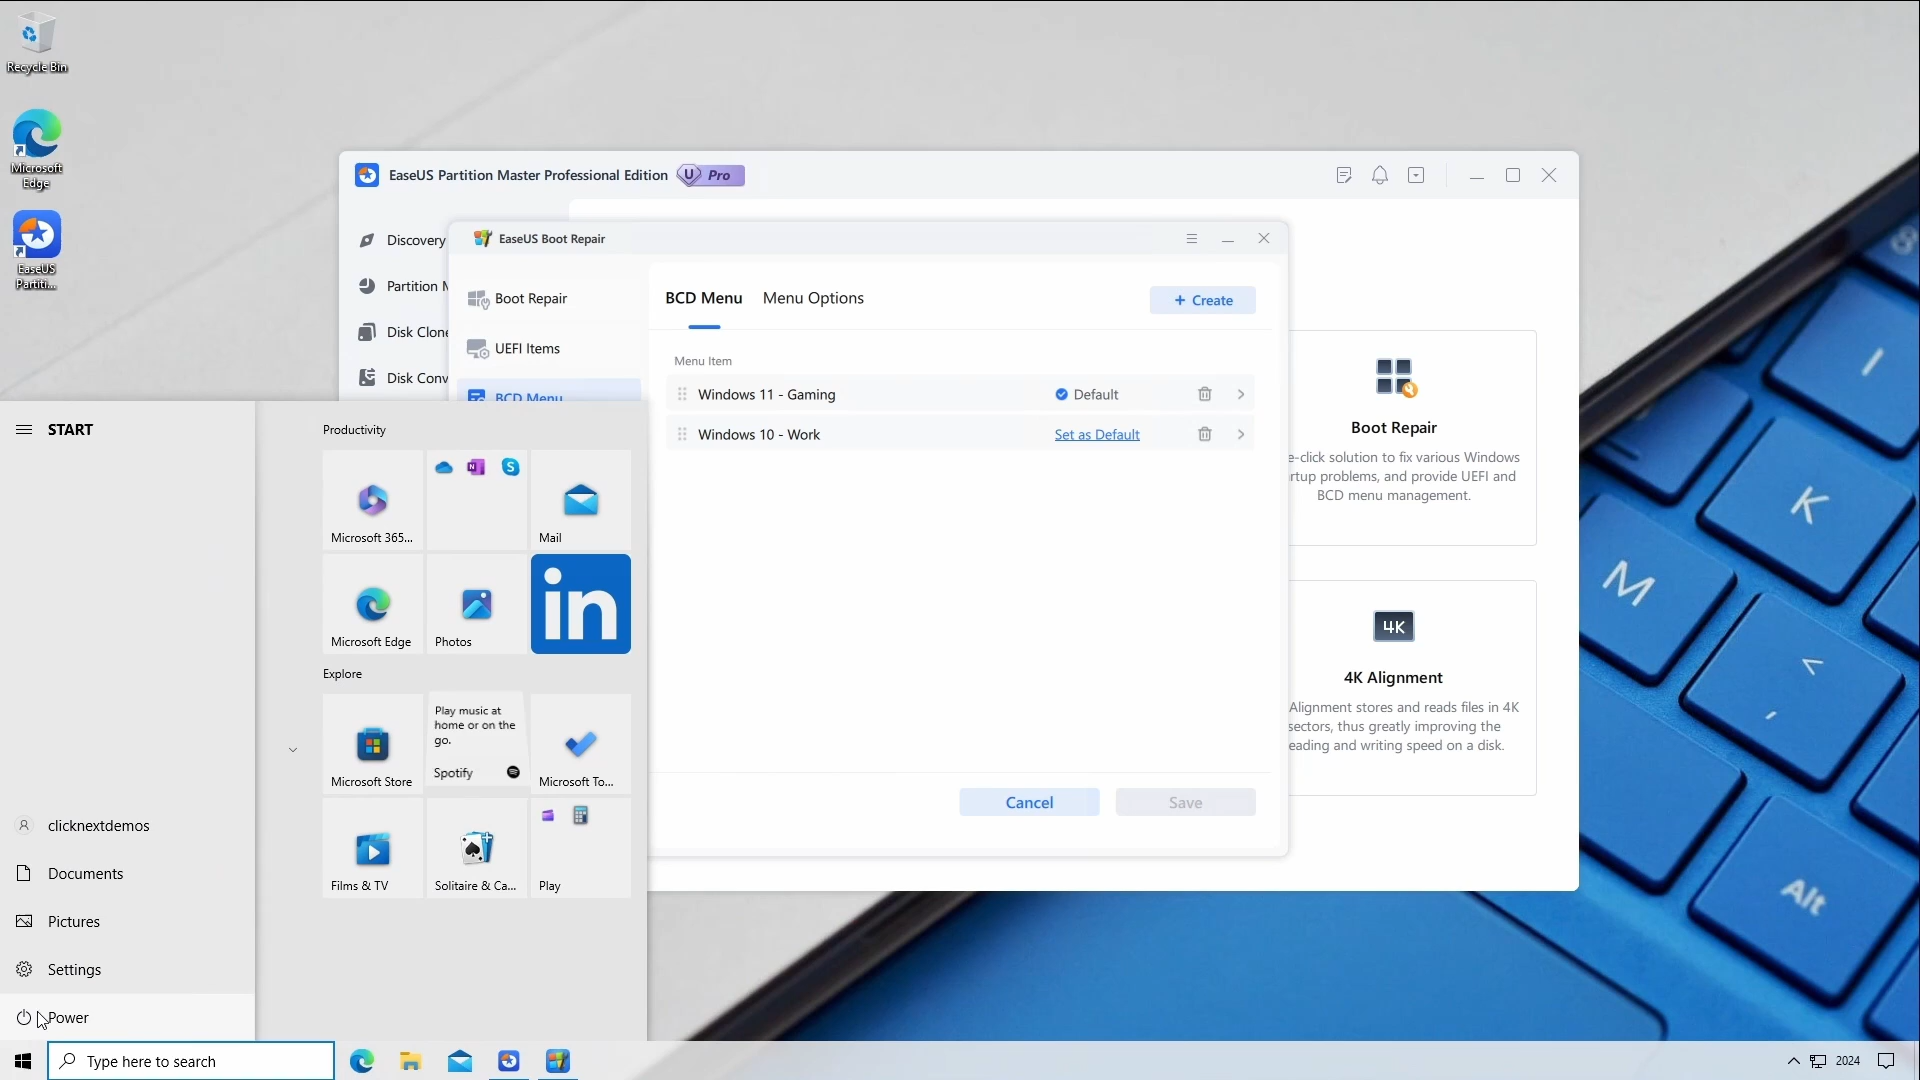 Recycle Bin
Microsoft
Edge
EaseUS
Partiti...
EaseUS Partition Master Professional Edition
U Pro
Discovery
Partition M
Disk Clone
Disk Conv
EaseUS Boot Repair
Boot Repair
UEFI Items
BCD Menu
BCD Menu
Menu Options
+ Create
Menu Item
Windows 11 - Gaming
Default
Windows 10 - Work
Set as Default
Cancel
Save
Boot Repair
e-click solution to fix various Windows
rtup problems, and provide UEFI and
BCD menu management.
4K
4K Alignment
Alignment stores and reads files in 4K
sectors, thus greatly improving the
eading and writing speed on a disk.
START
clicknextdemos
Documents
Pictures
Settings
Power
Productivity
Microsoft 365...
N
S
Mail
Microsoft Edge
Photos
in
Explore
Microsoft Store
Play music at
home or on the
go.
Spotify
Microsoft To...
Films & TV
Solitaire & Ca...
Play
Type here to search
2024
K
M
<
,
Alt